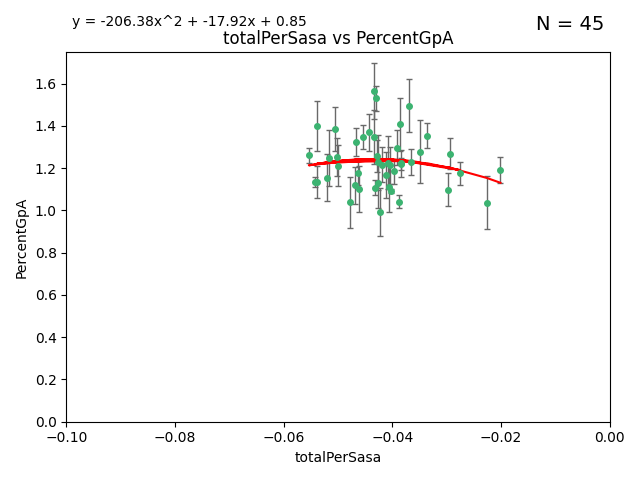 y = -206.38x^2 + -17.92x + 0.85
N = 45
totalPerSasa vs PercentGpA
PercentGpA
1.6
1.4
1.2
1.0
0.8
0.6
0.4
0.2
0.0
−0.10 −0.08 −0.06 −0.04 −0.02 0.00
totalPerSasa